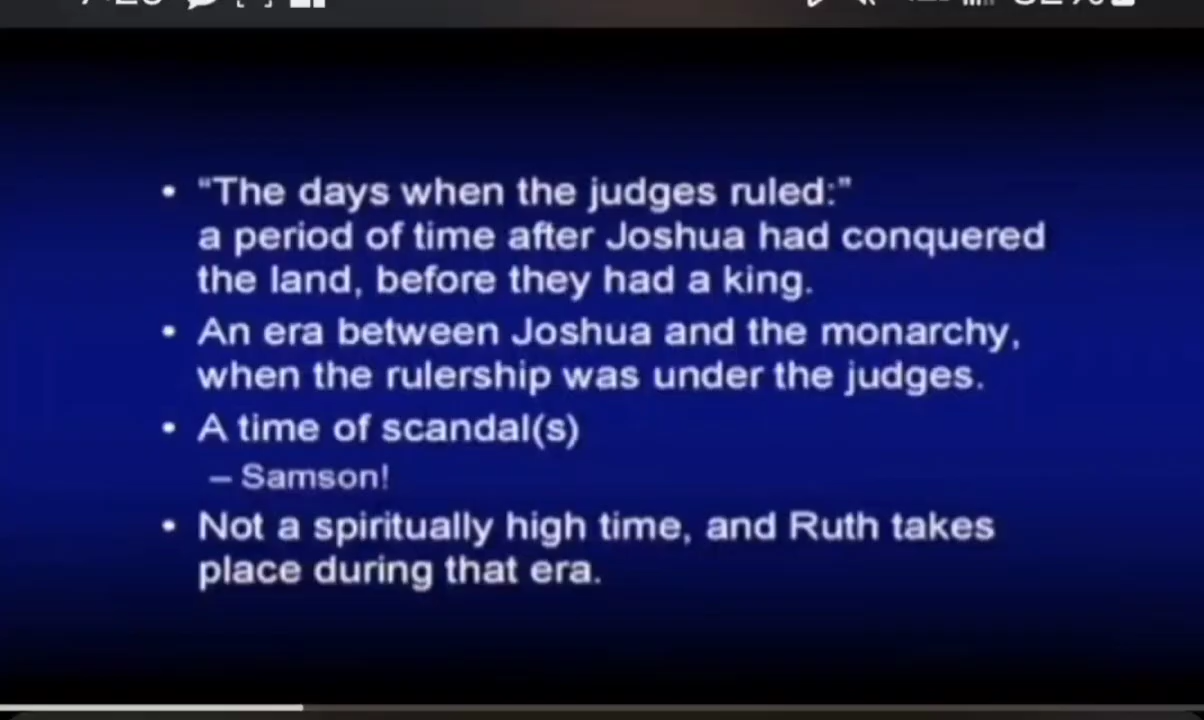 • "The days when the judges ruled:"
a period of time after Joshua had conquered
the land, before they had a king.
• An era between Joshua and the monarchy,
when the rulership was under the judges.
• A time of scandal(s)
– Samson!
• Not a spiritually high time, and Ruth takes
place during that era.